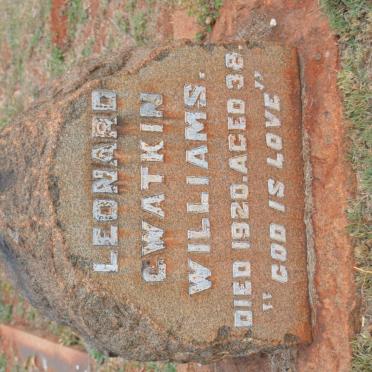 LEONARD
GWATKIN
WILLIAMS.
DIED 1920. AGED 38.
"GOD IS LOVE"